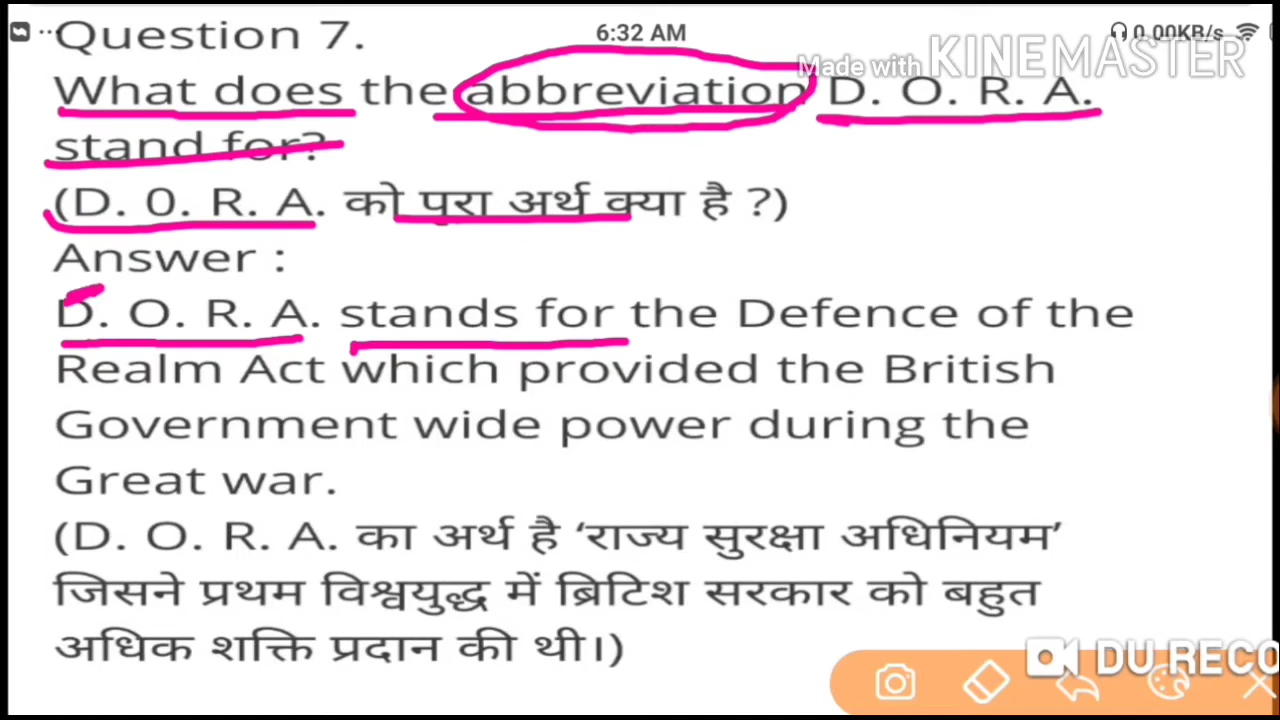 6:32 AM
0.00KB/s
Made with KINEMASTER
Question 7.
What does the abbreviation D. O. R. A.
stand for?
(D. 0. R. A. को पुरा अर्थ क्या है ?)
Answer :
D. O. R. A. stands for the Defence of the
Realm Act which provided the British
Government wide power during the
Great war.
(D. O. R. A. का अर्थ है ‘राज्य सुरक्षा अधिनियम’
जिसने प्रथम विश्वयुद्ध में ब्रिटिश सरकार को बहुत
अधिक शक्ति प्रदान की थी।)
DU RECO